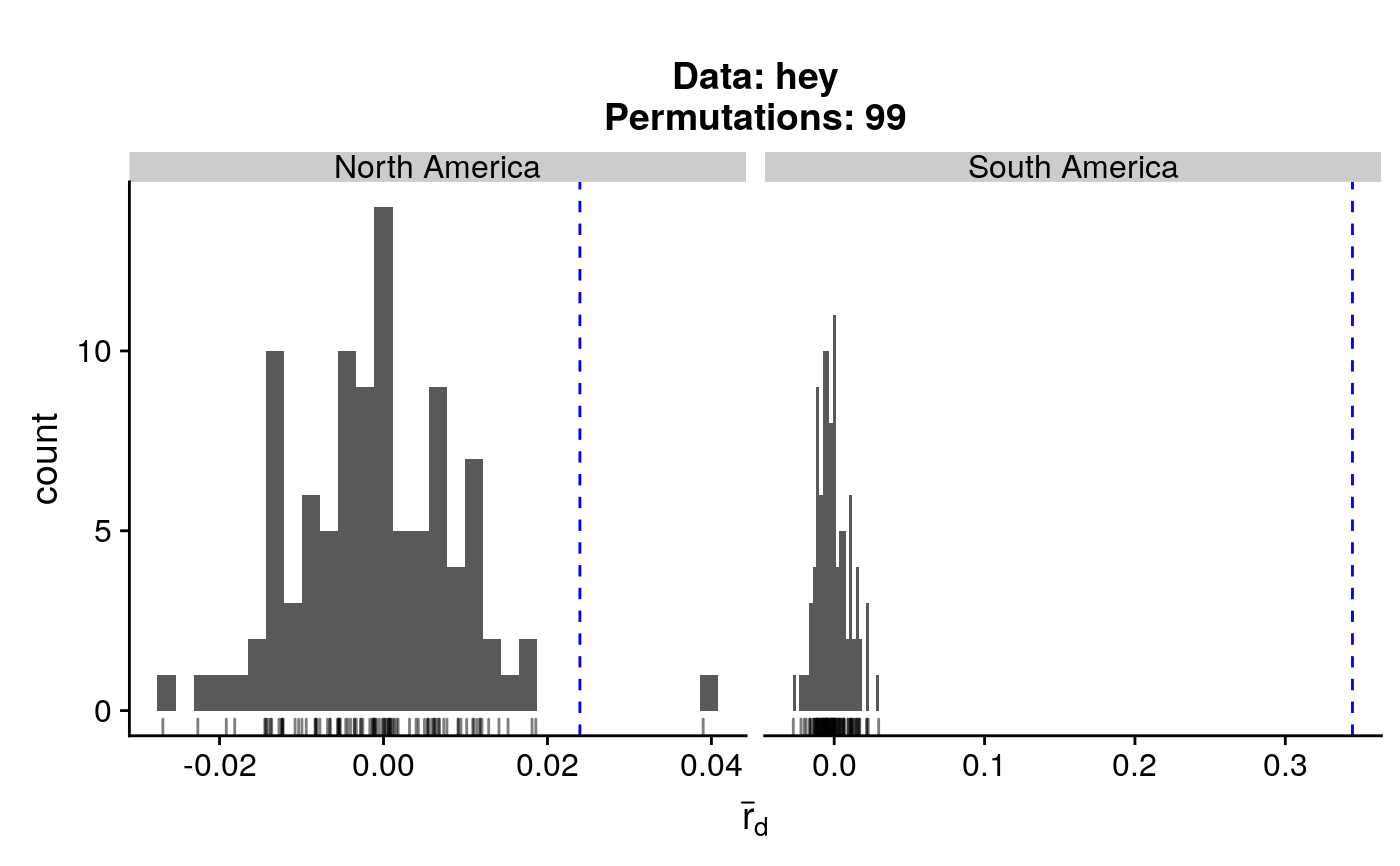 Data: hey
Permutations: 99
North America
South America
10
5
0
count
-0.02 0.00 0.02 0.04
0.0 0.1 0.2 0.3
r̄d